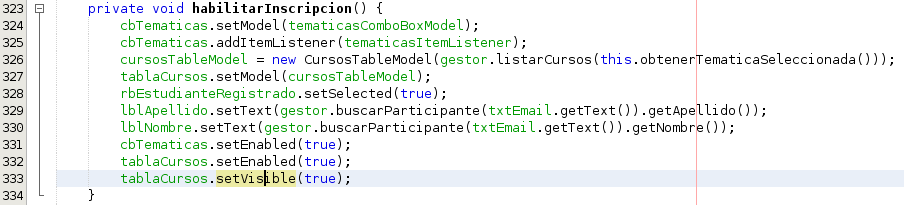 323 private void habilitarInscripcion() {
324 cbTematicas.setModel(tematicasComboBoxModel);
325 cbTematicas.addItemListener(tematicasItemListener);
326 cursosTableModel = new CursosTableModel(gestor.listarCursos(this.obtenerTematicaSeleccionada()));
327 tablaCursos.setModel(cursosTableModel);
328 rbEstudianteRegistrado.setSelected(true);
329 lblApellido.setText(gestor.buscarParticipante(txtEmail.getText()).getApellido());
330 lblNombre.setText(gestor.buscarParticipante(txtEmail.getText()).getNombre());
331 cbTematicas.setEnabled(true);
332 tablaCursos.setEnabled(true);
333 tablaCursos.setVisible(true);
334 }